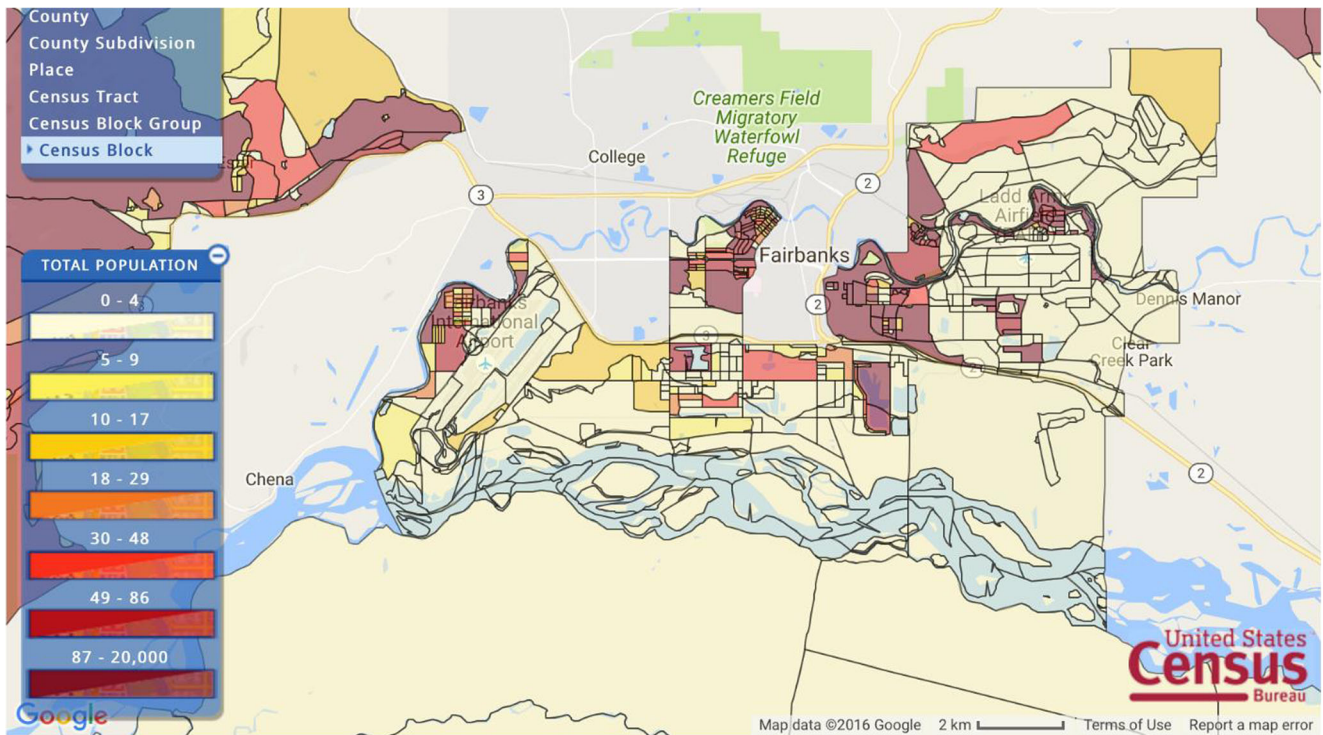 County
County Subdivision
Place
Census Tract
Census Block Group
Census Block
TOTAL POPULATION
0 - 4
5 - 9
10 - 17
18 - 29
30 - 48
49 - 86
87 - 20,000
Google
Creamers Field
Migratory
Waterfowl
Refuge
College
3
2
Ladd Army
Airfield
Fairbanks
Fairbanks
International
Airport
2
Dennis Manor
3
Clear
Creek Park
2
Chena
2
United States
Census
Bureau
Map data ©2016 Google
2 km
Terms of Use
Report a map error